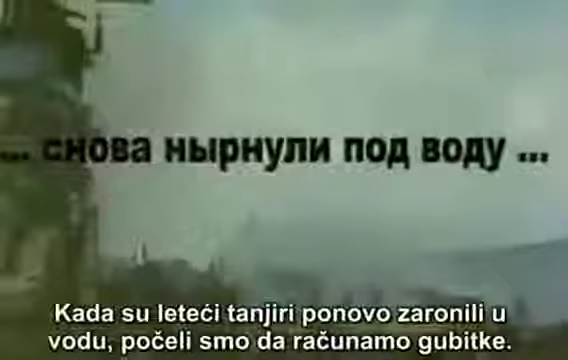 ... снова нырнули под воду ...
Kada su leteći tanjiri ponovo zaronili u
vodu, počeli smo da računamo gubitke.